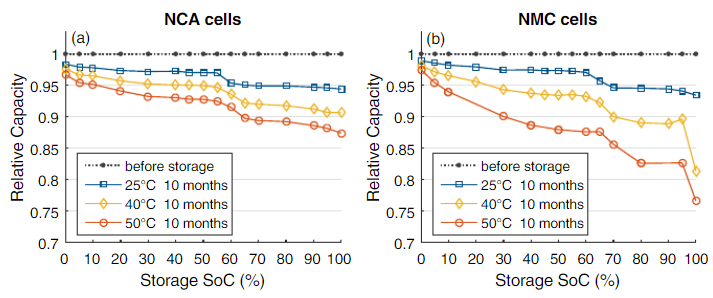 NCA cells
(a)
1
0.95
0.9
0.85
0.8
0.75
0.7
Relative Capacity
before storage
25°C 10 months
40°C 10 months
50°C 10 months
0 10 20 30 40 50 60 70 80 90 100
Storage SoC (%)
NMC cells
(b)
1
0.95
0.9
0.85
0.8
0.75
0.7
Relative Capacity
before storage
25°C 10 months
40°C 10 months
50°C 10 months
0 10 20 30 40 50 60 70 80 90 100
Storage SoC (%)